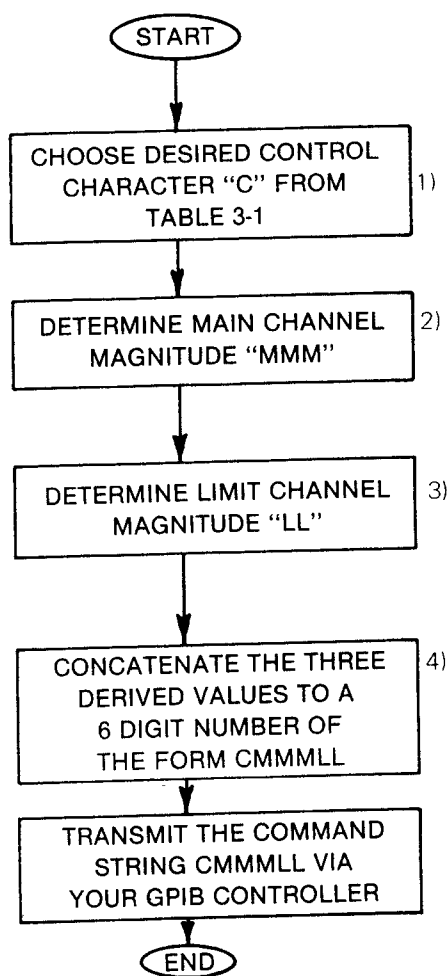 START
CHOOSE DESIRED CONTROL
CHARACTER "C" FROM
TABLE 3-1
1)
DETERMINE MAIN CHANNEL
MAGNITUDE "MMM"
2)
DETERMINE LIMIT CHANNEL
MAGNITUDE "LL"
3)
CONCATENATE THE THREE
DERIVED VALUES TO A
6 DIGIT NUMBER OF
THE FORM CMMMLL
4)
TRANSMIT THE COMMAND
STRING CMMMLL VIA
YOUR GPIB CONTROLLER
END